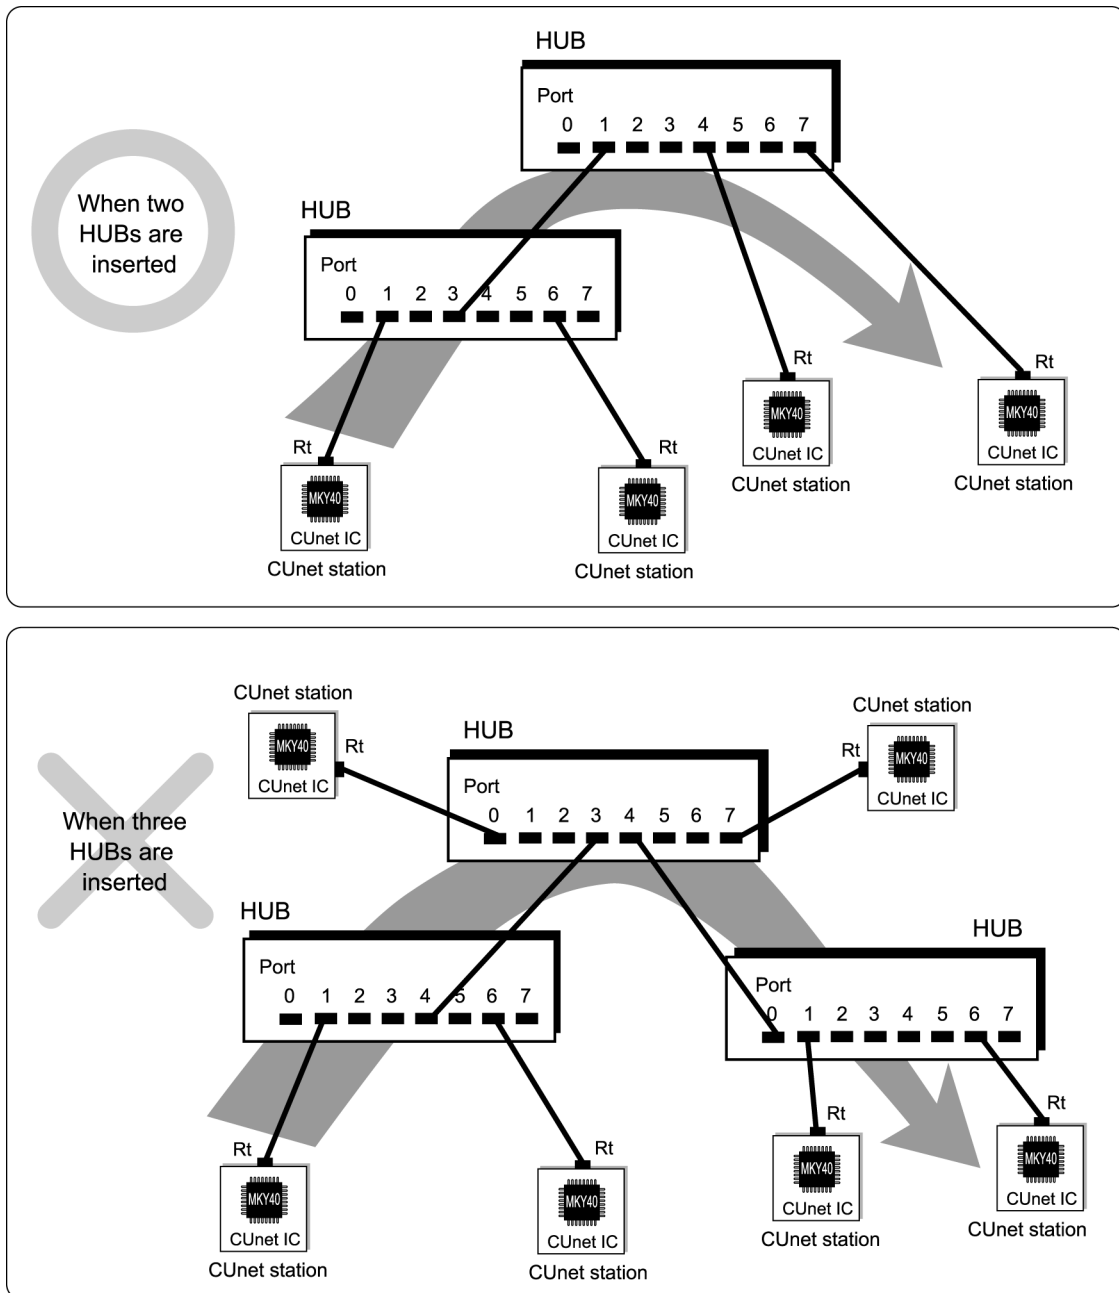 HUB
Port
0 1 2 3 4 5 6 7
When two
HUBs are
inserted
HUB
Port
0 1 2 3 4 5 6 7
Rt
MKY40
CUnet IC
CUnet station
Rt
MKY40
CUnet IC
CUnet station
Rt
MKY40
CUnet IC
CUnet station
Rt
MKY40
CUnet IC
CUnet station
CUnet station
MKY40
CUnet IC
Rt
HUB
Port
0 1 2 3 4 5 6 7
CUnet station
Rt
MKY40
CUnet IC
When three
HUBs are
inserted
HUB
Port
0 1 2 3 4 5 6 7
HUB
Port
0 1 2 3 4 5 6 7
Rt
MKY40
CUnet IC
CUnet station
Rt
MKY40
CUnet IC
CUnet station
Rt
MKY40
CUnet IC
CUnet station
Rt
MKY40
CUnet IC
CUnet station